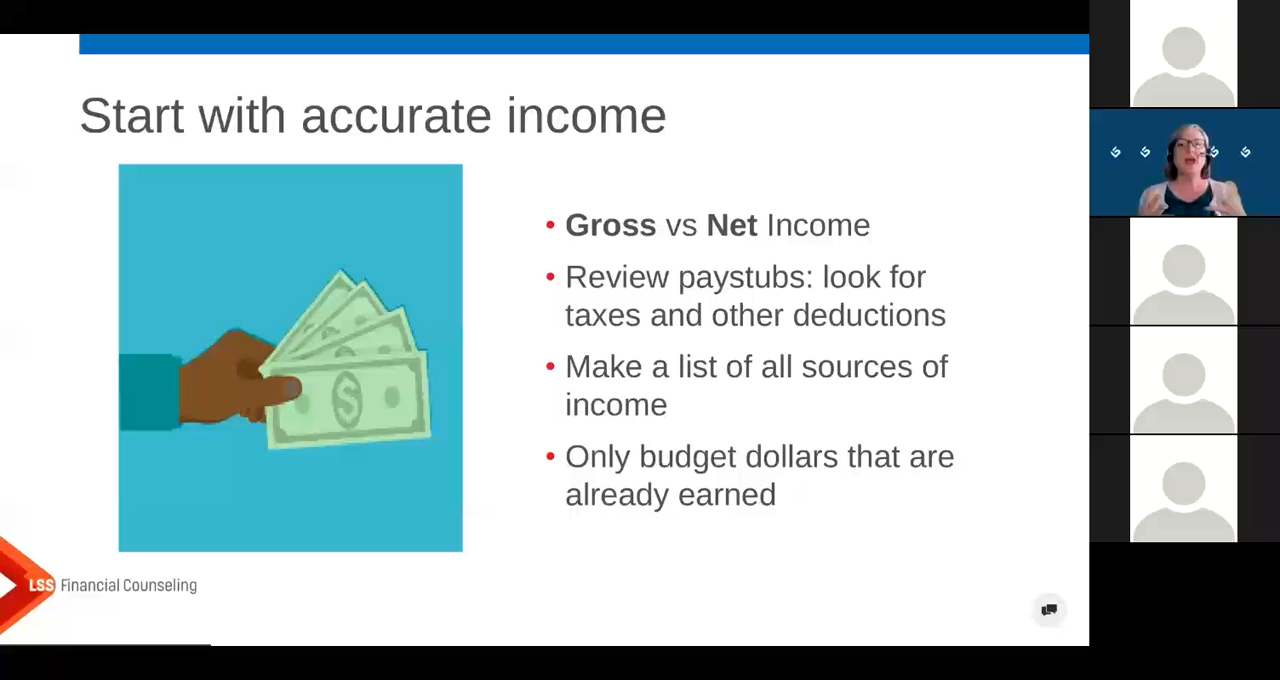 Start with accurate income
• Gross vs Net Income
• Review paystubs: look for
taxes and other deductions
• Make a list of all sources of
income
• Only budget dollars that are
already earned
$
LSS Financial Counseling